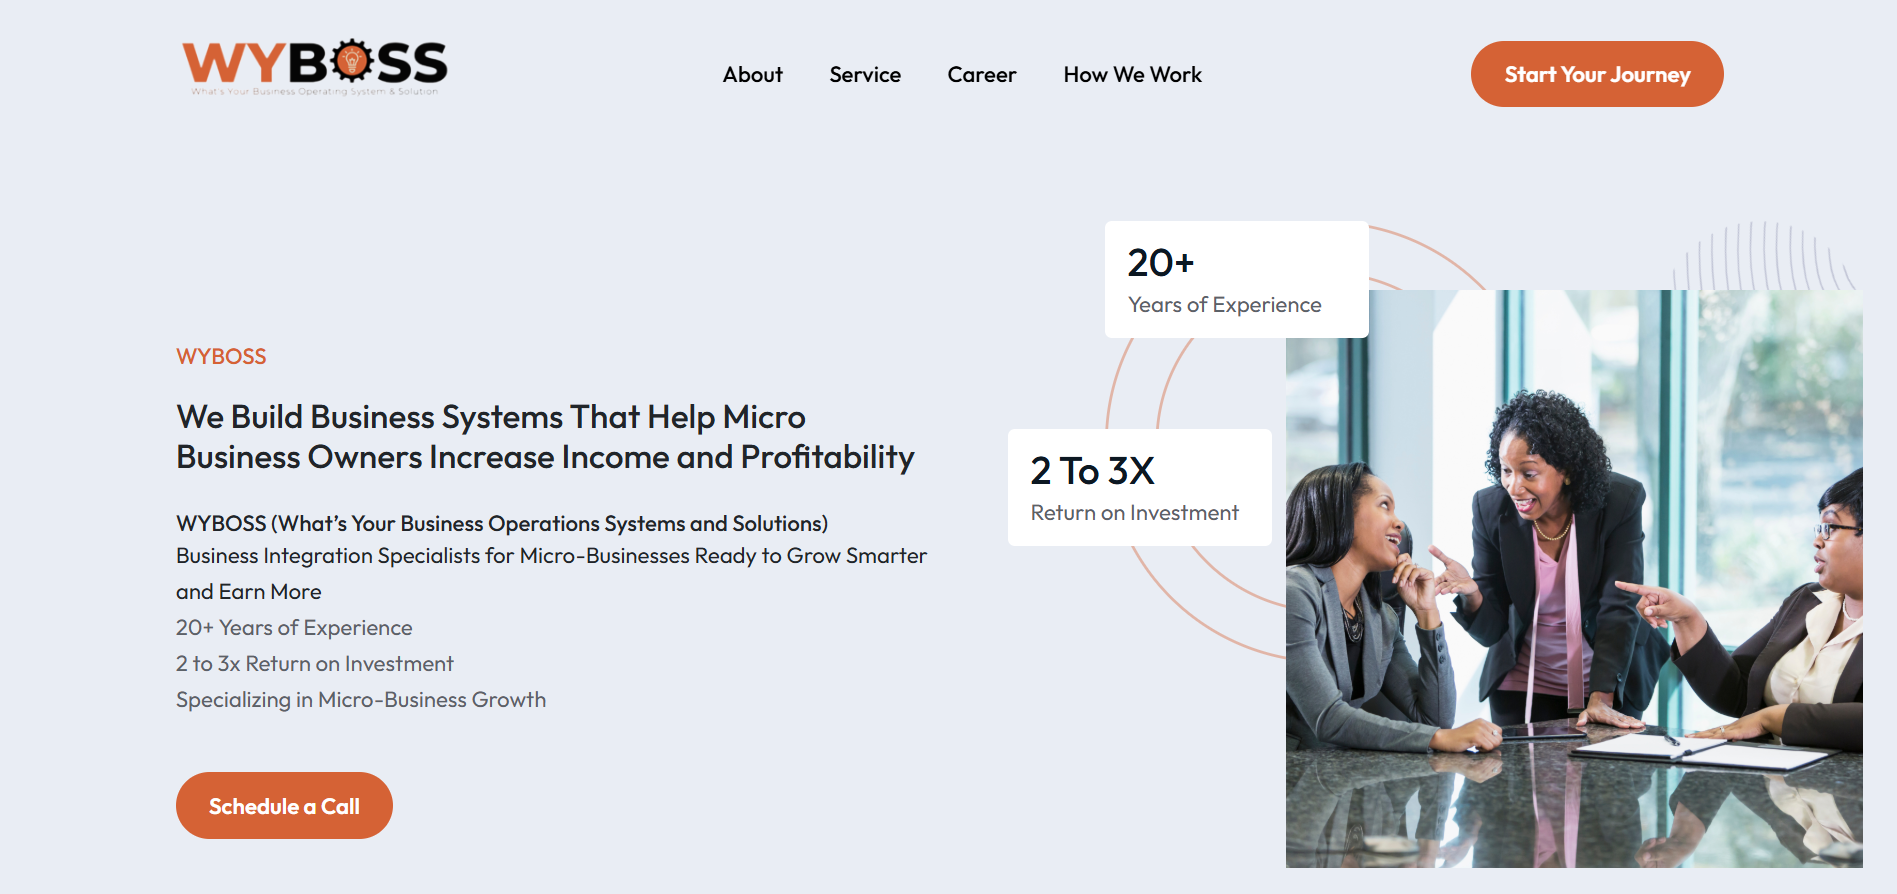 WYBOSS
What's Your Business Operating System & Solution
About
Service
Career
How We Work
Start Your Journey
20+
Years of Experience
2 To 3X
Return on Investment
WYBOSS
We Build Business Systems That Help Micro
Business Owners Increase Income and Profitability
WYBOSS (What’s Your Business Operations Systems and Solutions)
Business Integration Specialists for Micro-Businesses Ready to Grow Smarter
and Earn More
20+ Years of Experience
2 to 3x Return on Investment
Specializing in Micro-Business Growth
Schedule a Call